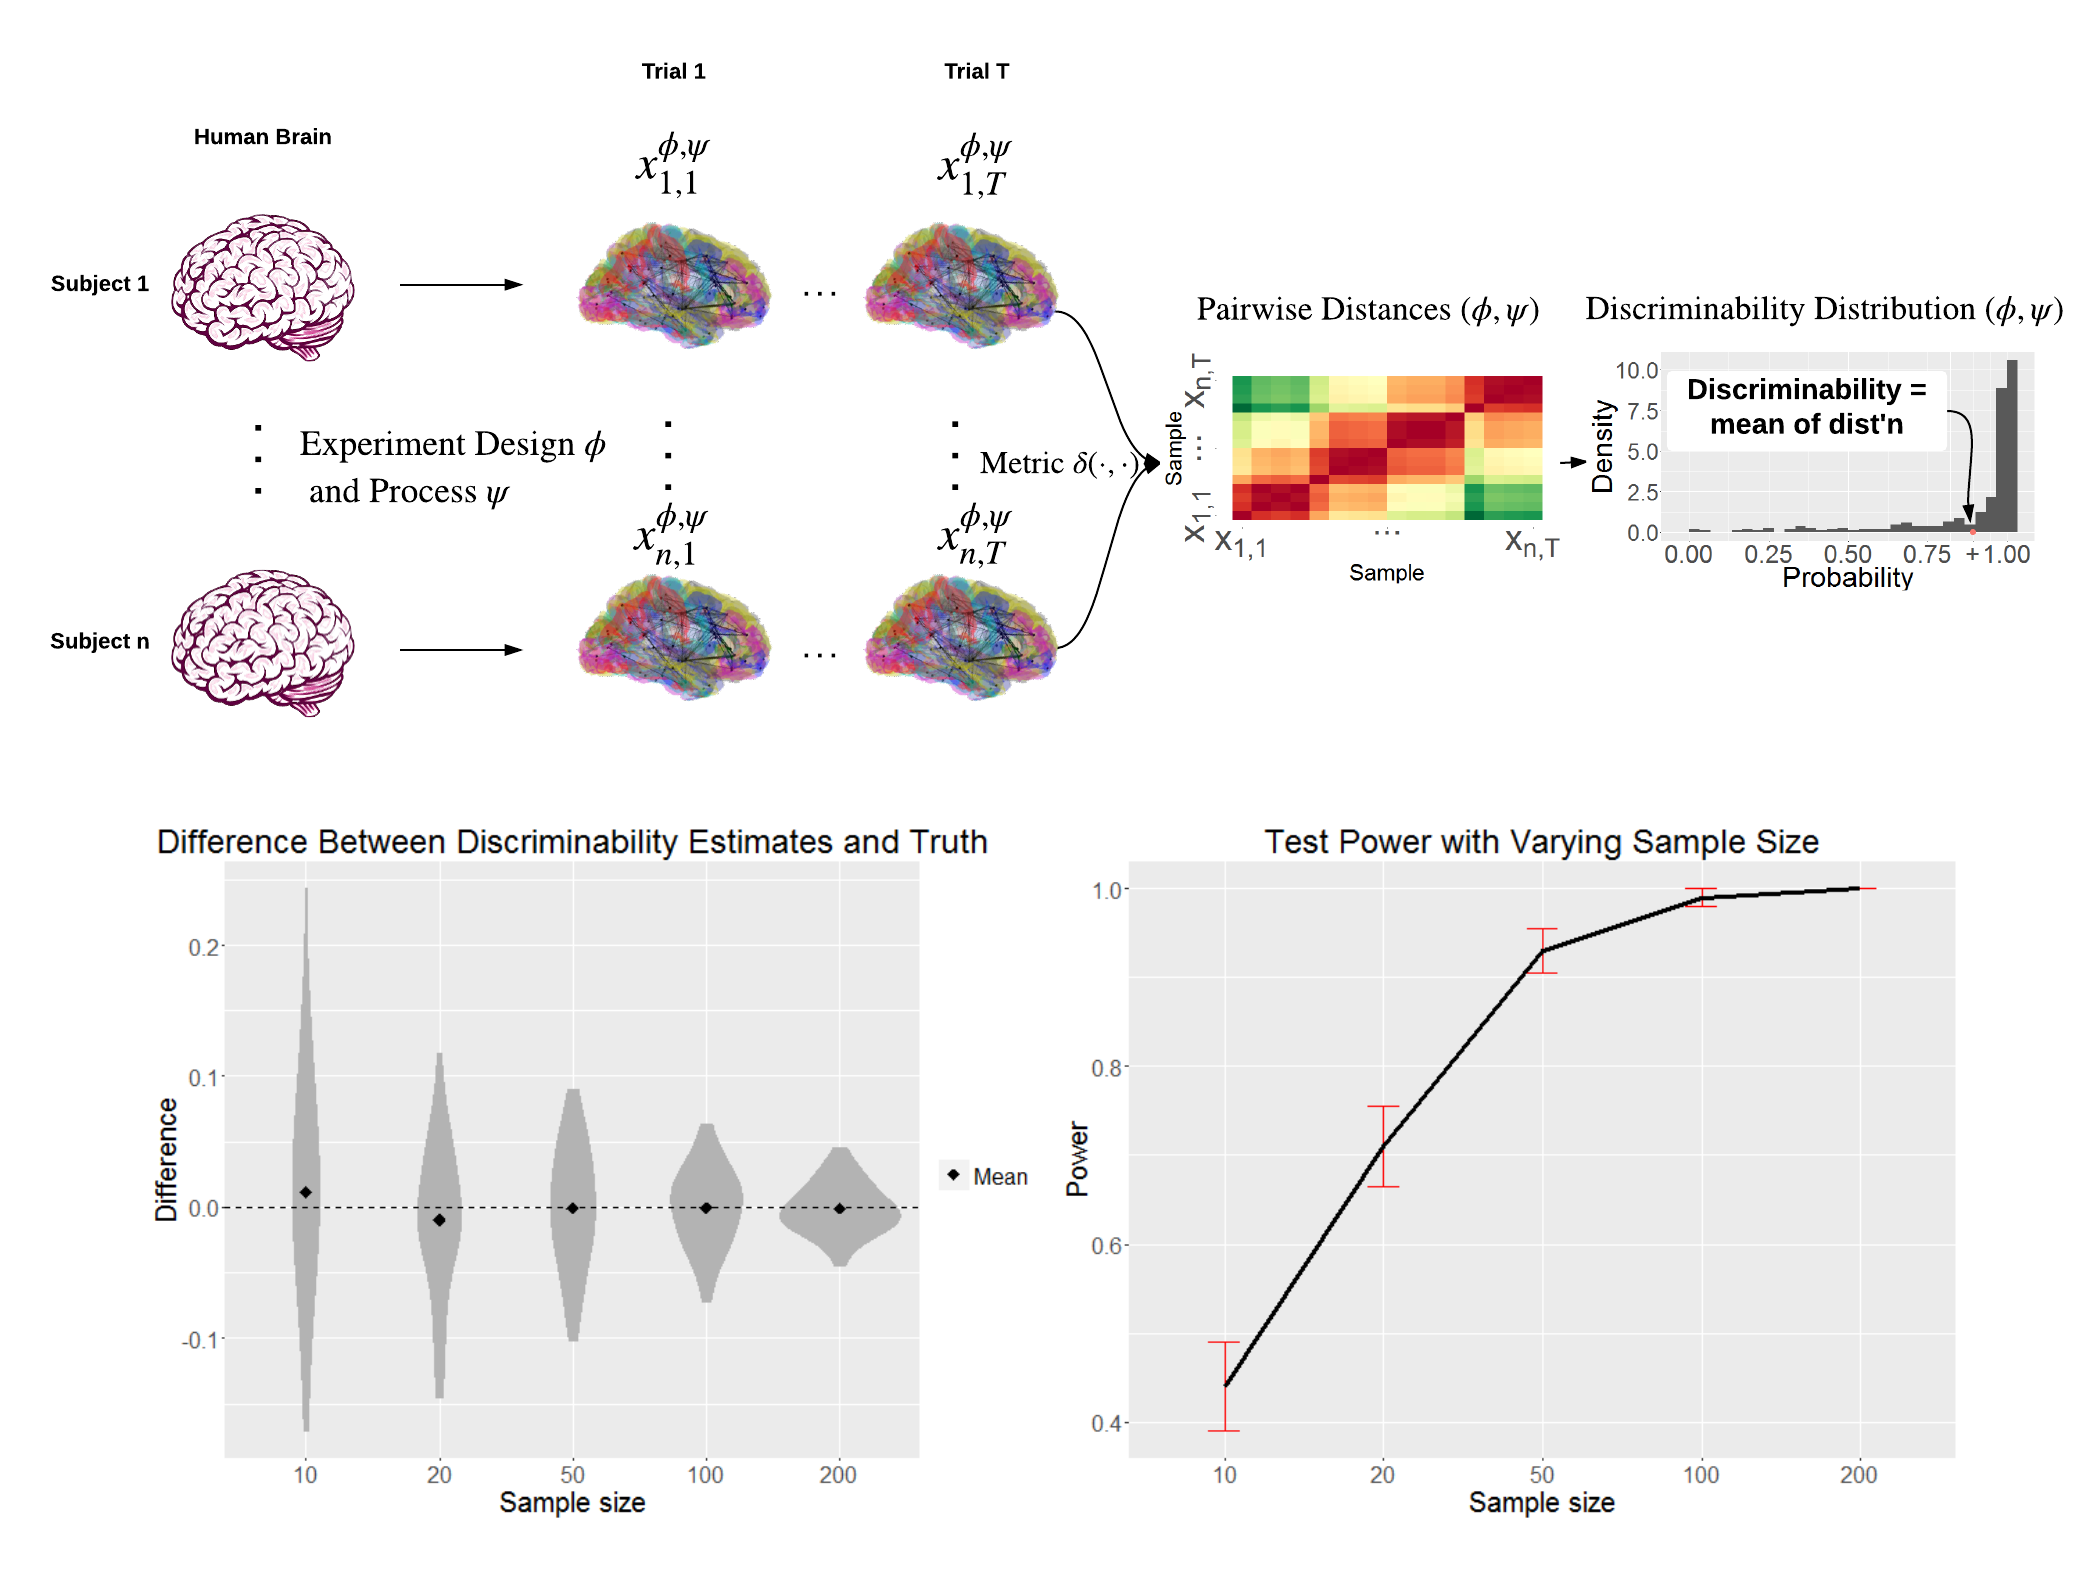 Trial 1
Trial T
Human Brain
x_{1,1}^{ϕ,ψ}
x_{1,T}^{ϕ,ψ}
Subject 1
...
Experiment Design ϕ
and Process ψ
Metric δ(·, ·)
x_{n,1}^{ϕ,ψ}
x_{n,T}^{ϕ,ψ}
Subject n
...
Pairwise Distances (ϕ, ψ)
x_{n,T}
...
x_{1,1}
Sample
x_{1,1}
...
x_{n,T}
Sample
Discriminability Distribution (ϕ, ψ)
Discriminability =
mean of dist'n
Density
10.0
7.5
5.0
2.5
0.0
0.00 0.25 0.50 0.75 + 1.00
Probability
Difference Between Discriminability Estimates and Truth
Difference
0.2
0.1
0.0
-0.1
10 20 50 100 200
Sample size
Mean
Test Power with Varying Sample Size
Power
1.0
0.8
0.6
0.4
10 20 50 100 200
Sample size